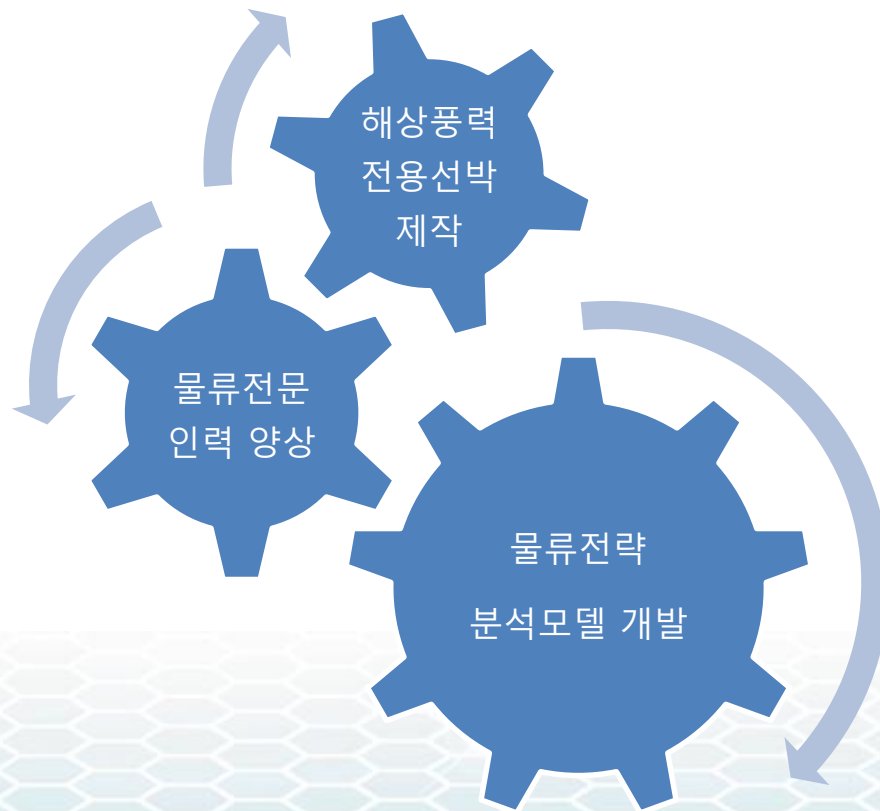 해상풍력
전용선박
제작
물류전문
인력 양상
물류전략
분석모델 개발